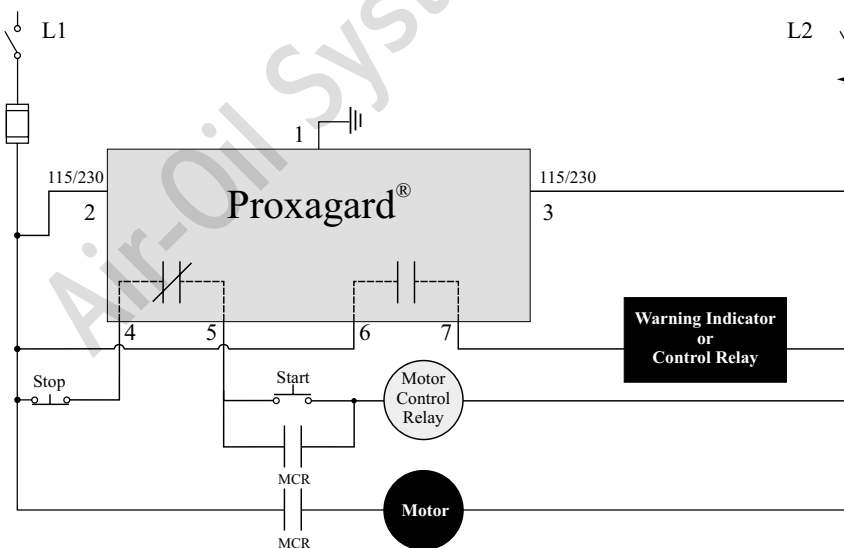 L1
L2
1
115/230
2
Proxagard®
115/230
3
4
5
6
7
Warning Indicator
or
Control Relay
Stop
Start
Motor
Control
Relay
MCR
Motor
MCR
Air-Oil Syst